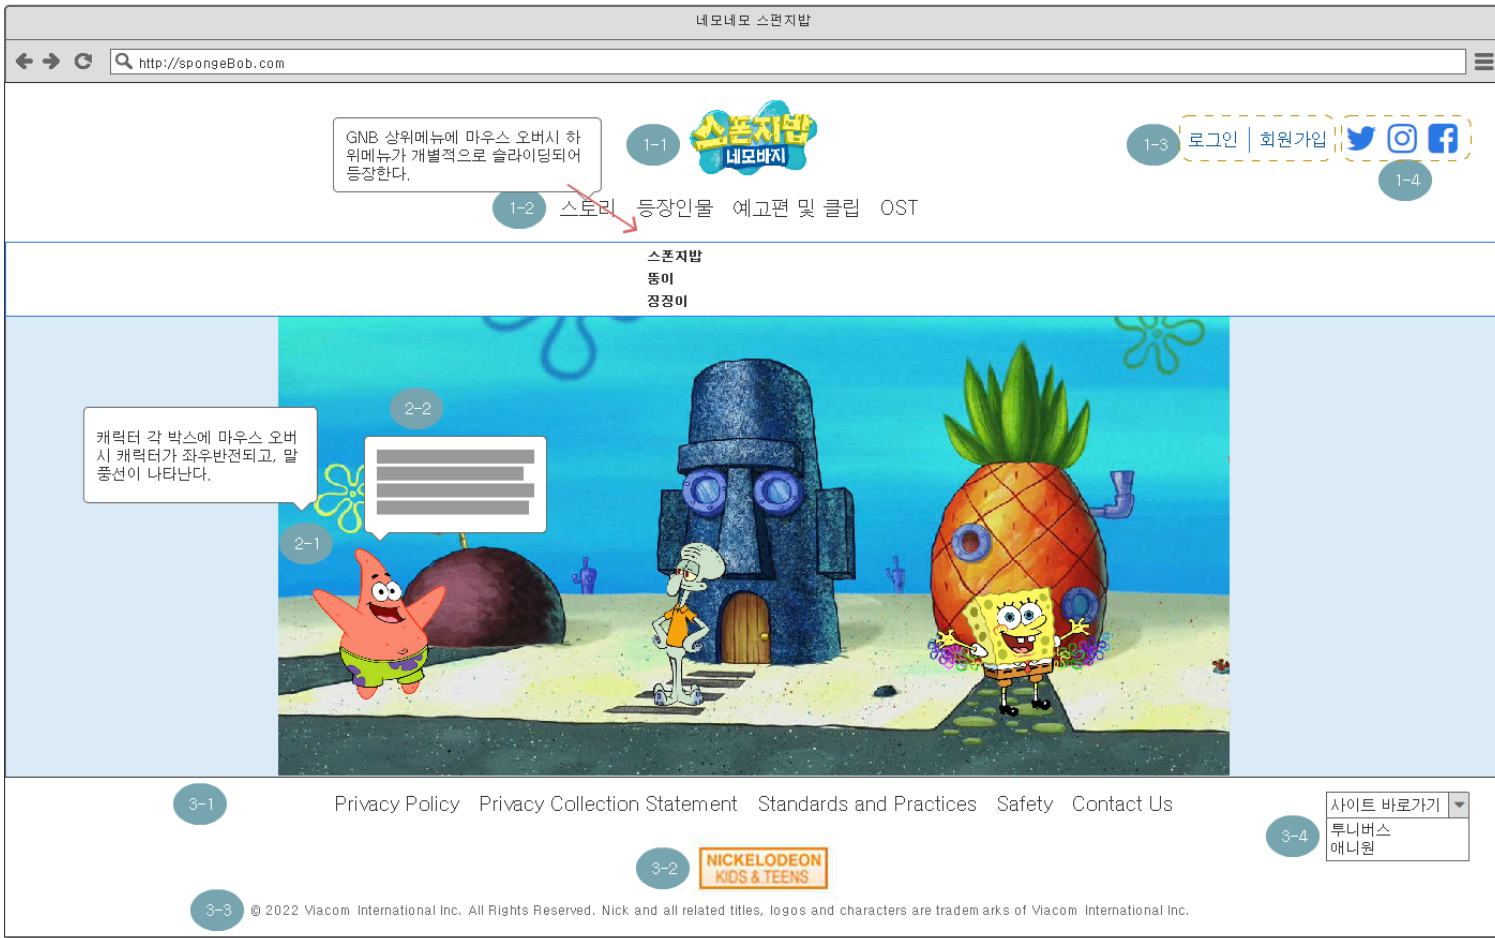 네모네모 스펀지밥
http://spongeBob.com
GNB 상위메뉴에 마우스 오버시 하
위메뉴가 개별적으로 슬라이딩되어
등장한다.
1-1
스폰지밥
네모바지
1-3
로그인 | 회원가입
1-4
1-2
스토리 등장인물 예고편 및 클립 OST
스폰지밥
뚱이
징징이
2-2
캐릭터 각 박스에 마우스 오버
시 캐릭터가 좌우반전되고, 말
풍선이 나타난다.
2-1
3-1
Privacy Policy Privacy Collection Statement Standards and Practices Safety Contact Us
사이트 바로가기
투니버스
애니원
3-4
3-2
NICKELODEON
KIDS & TEENS
3-3
© 2022 Viacom International Inc. All Rights Reserved. Nick and all related titles, logos and characters are trademarks of Viacom International Inc.